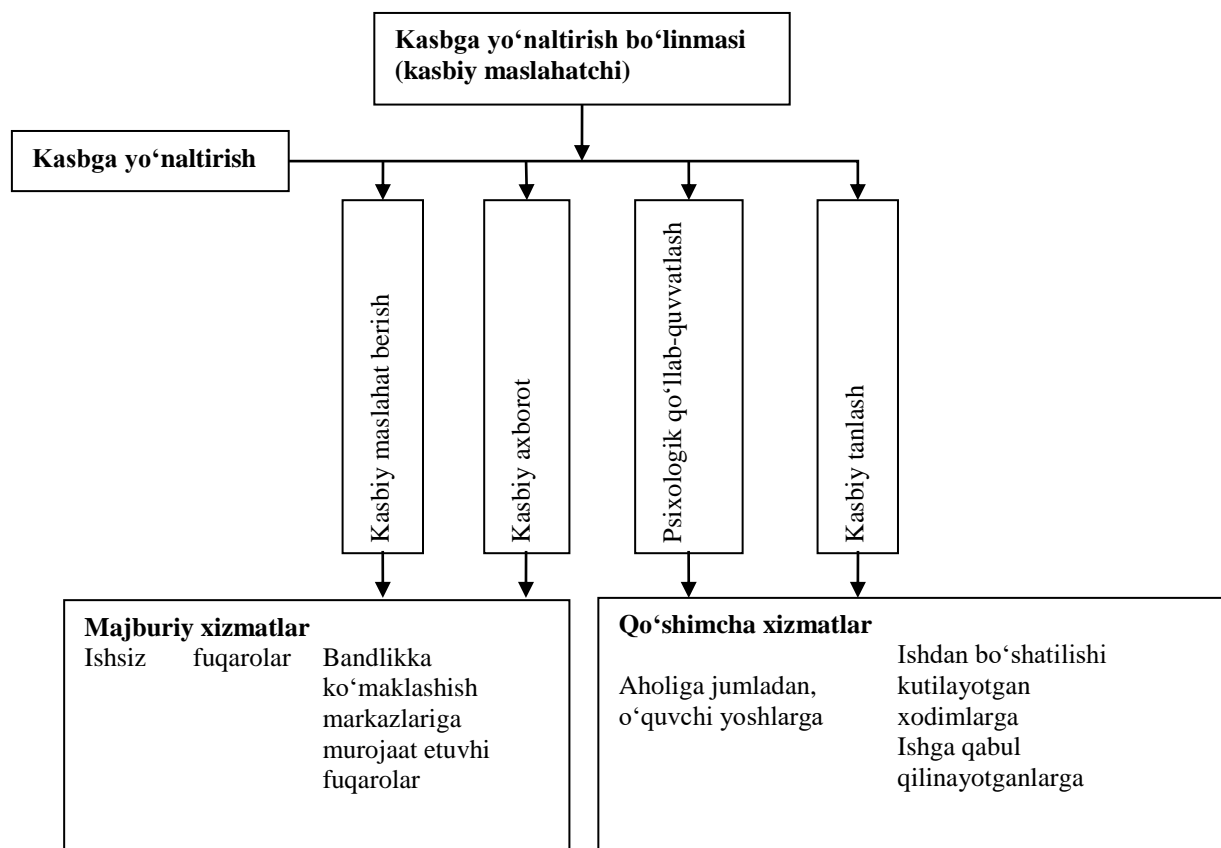 Kasbga yo‘naltirish bo‘linmasi
(kasbiy maslahatchi)
Kasbga yo‘naltirish
Kasbiy maslahat berish
Kasbiy axborot
Psixologik qo‘llab-quvvatlash
Kasbiy tanlash
Majburiy xizmatlar
Ishsiz fuqarolar
Bandlikka
ko‘maklashish
markazlariga
murojaat etuvhi
fuqarolar
Qo‘shimcha xizmatlar
Aholiga jumladan,
o‘quvchi yoshlarga
Ishdan bo‘shatilishi
kutilayotgan
xodimlarga
Ishga qabul
qilinayotganlarga